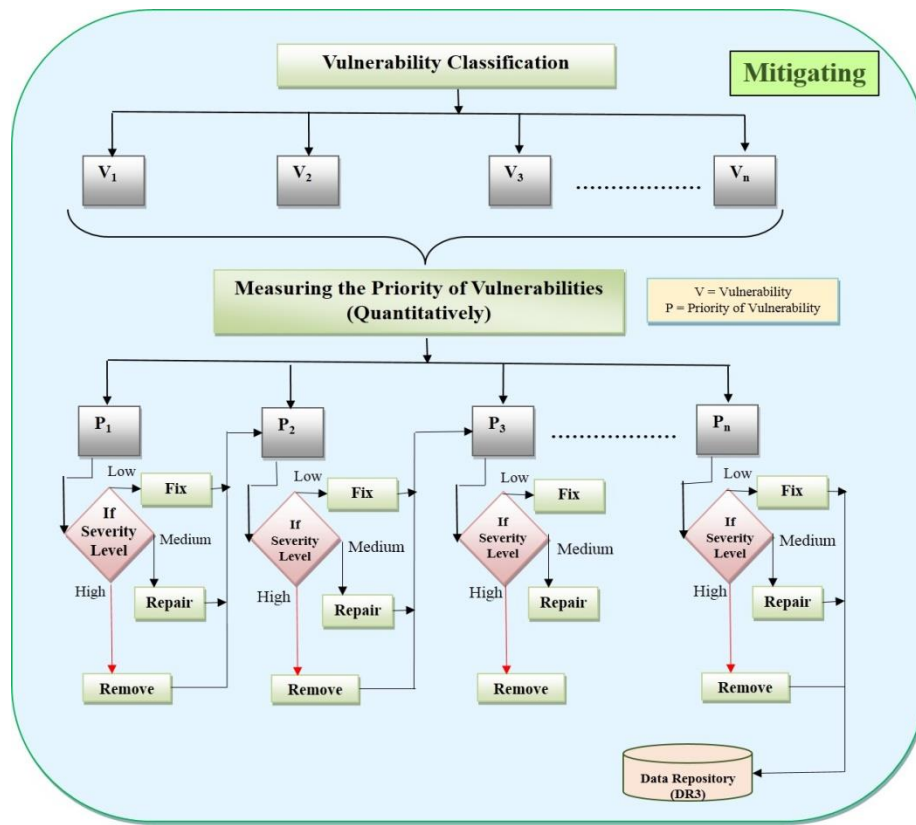 Vulnerability Classification
Mitigating
V1
V2
V3
....................
Vn
Measuring the Priority of Vulnerabilities
(Quantitatively)
V = Vulnerability
P = Priority of Vulnerability
P1
P2
P3
....................
Pn
Low
Fix
If
Severity
Level
Medium
High
Repair
Remove
Low
Fix
If
Severity
Level
Medium
High
Repair
Remove
Low
Fix
If
Severity
Level
Medium
High
Repair
Remove
Low
Fix
If
Severity
Level
Medium
High
Repair
Remove
Data Repository
(DR3)